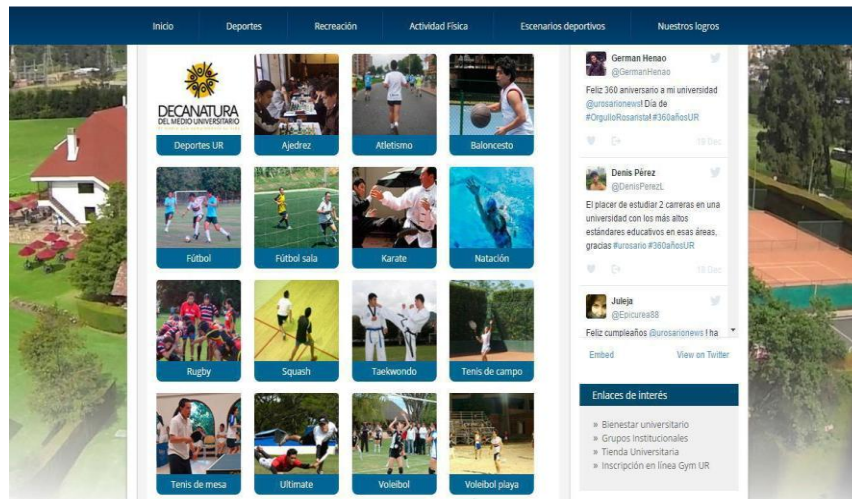 Inicio
Deportes
Recreación
Actividad Física
Escenarios deportivos
Nuestros logros
DECANATURA
DEL MEDIO UNIVERSITARIO
Deportes UR
Ajedrez
Atletismo
Baloncesto
Fútbol
Fútbol sala
Karate
Natación
Rugby
Squash
Taekwondo
Tenis de campo
Tenis de mesa
Ultimate
Voleibol
Voleibol playa
German Henao
@GermanHenao
Feliz 360 aniversario a mi universidad
@urosarionews! Día de
#OrgulloRosarista! #360añosUR
18 Dec
Denis Pérez
@DenisPerezL
El placer de estudiar 2 carreras en una
universidad con los más altos
estándares educativos en esas áreas,
gracias #urosario #360añosUR
18 Dec
Juleja
@Epicurea88
Feliz cumpleaños @urosarionews ! ha
Embed
View on Twitter
Enlaces de interés
» Bienestar universitario
» Grupos Institucionales
» Tienda Universitaria
» Inscripción en línea Gym UR